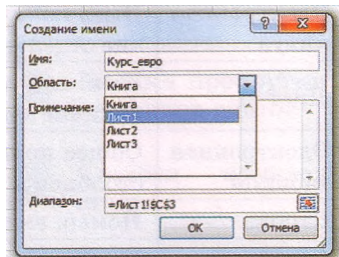 Создание имени
Имя: Курс_евро
Область: Книга
Книга
Лист1
Лист2
Лист3
Примечание:
Диапазон: =Лист1!$C$3
ОК Отмена